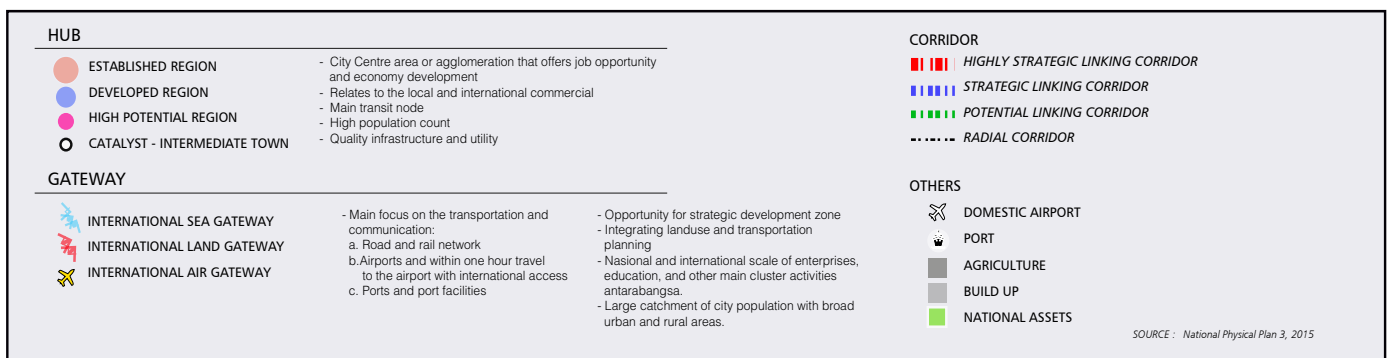 HUB
ESTABLISHED REGION
DEVELOPED REGION
HIGH POTENTIAL REGION
CATALYST - INTERMEDIATE TOWN
- City Centre area or agglomeration that offers job opportunity
and economy development
- Relates to the local and international commercial
- Main transit node
- High population count
- Quality infrastructure and utility
GATEWAY
INTERNATIONAL SEA GATEWAY
INTERNATIONAL LAND GATEWAY
INTERNATIONAL AIR GATEWAY
- Main focus on the transportation and
communication:
a. Road and rail network
b.Airports and within one hour travel
to the airport with international access
c. Ports and port facilities
- Opportunity for strategic development zone
- Integrating landuse and transportation
planning
- Nasional and international scale of enterprises,
education, and other main cluster activities
antarabangsa.
- Large catchment of city population with broad
urban and rural areas.
CORRIDOR
HIGHLY STRATEGIC LINKING CORRIDOR
STRATEGIC LINKING CORRIDOR
POTENTIAL LINKING CORRIDOR
RADIAL CORRIDOR
OTHERS
DOMESTIC AIRPORT
PORT
AGRICULTURE
BUILD UP
NATIONAL ASSETS
SOURCE : National Physical Plan 3, 2015